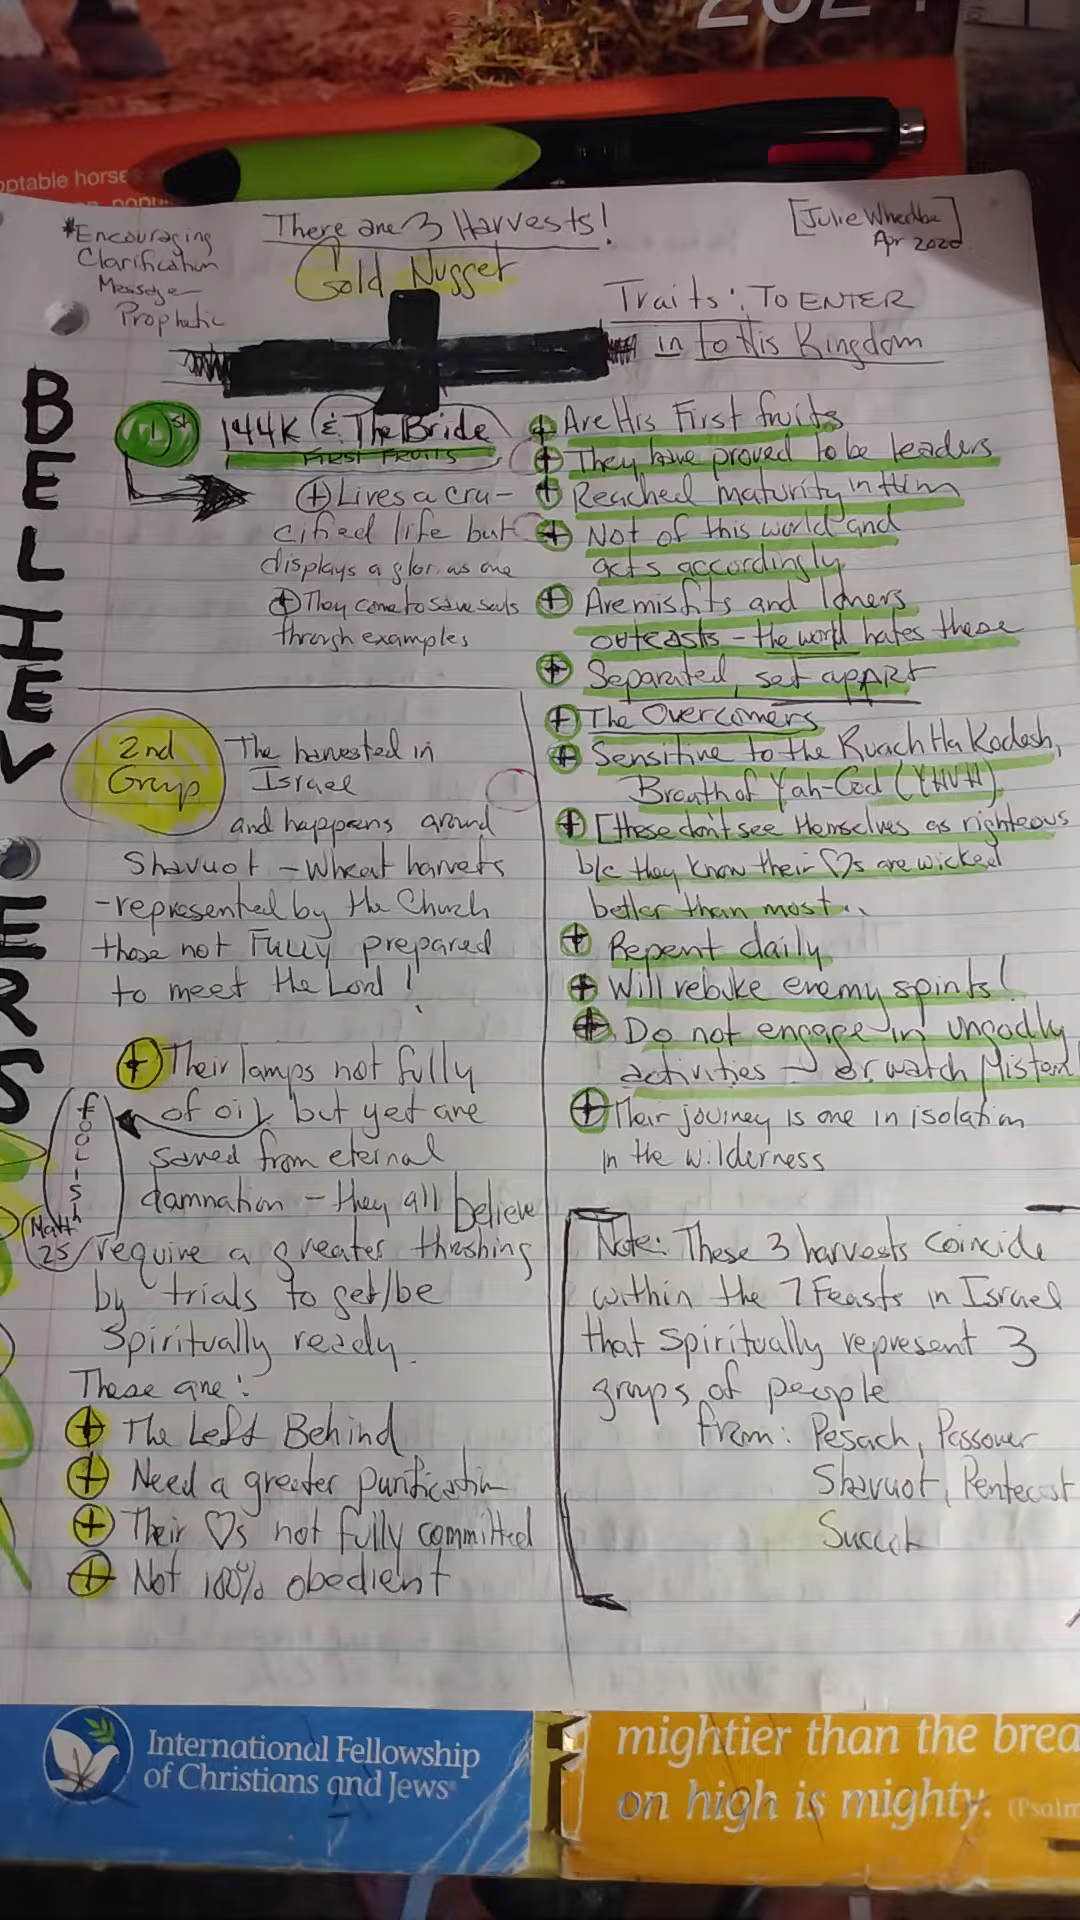 202
optable horse
There are 3 Harvests!
[Julie Whedbee]
Apr 2020
*Encouraging
Clarification
Message
Prophetic
Gold Nugget
Traits: TO ENTER
in to His Kingdom
BELIEVERS
1st
144K & The Bride
FIRST FRUITS
+ Lives a cru-
cified life but
displays a glor. as one
+ They come to save souls
through examples
+ Are His First fruits
+ They have proved to be leaders
+ Reached maturity in Him
+ Not of this world and
acts accordingly
+ Are misfits and loners
outcasts - the world hates these
+ Separated, set apART
+ The Overcomers
+ Sensitive to the Ruach Ha Kodesh,
Breath of Yah-God (YHVH)
+ [these don't see themselves as righteous
b/c they know their ♡s are wicked
better than most..
+ Repent daily
+ Will rebuke enemy spirits!
+ Do not engage in ungodly
activities - or watch
+ Their journey is one in isolation
in the wilderness
2nd
Group
The harvested in
Israel
and happens around
Shavuot - Wheat harvets
- represented by the Church
those not Fully prepared
to meet the Lord!
+ Their lamps not fully
of oil, but yet are
saved from eternal
damnation - they all believe
fOOLISh
Matt
25
require a greater threshing
by trials to get/be
Spiritually ready.
These are:
+ The Left Behind
+ Need a greater purification
+ Their ♡s not fully committed
+ Not 100% obedient
Note: These 3 harvests coincide
within the 7 Feasts in Israel
that spiritually represent 3
groups of people
from: Pesach, Passover
Shavuot, Pentecost
Succot
International Fellowship
of Christians and Jews
mightier than the brea
on high is mighty. (Psalm